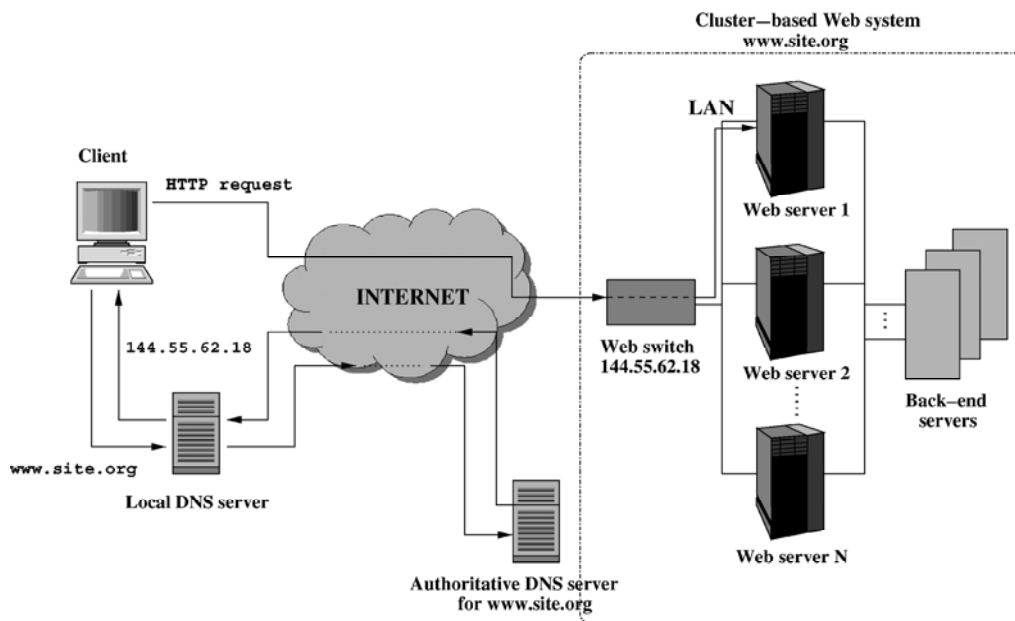 Cluster–based Web system
www.site.org
LAN
Client
HTTP request
Web server 1
INTERNET
Web switch
144.55.62.18
Web server 2
144.55.62.18
Back–end
servers
www.site.org
Local DNS server
Web server N
Authoritative DNS server
for www.site.org